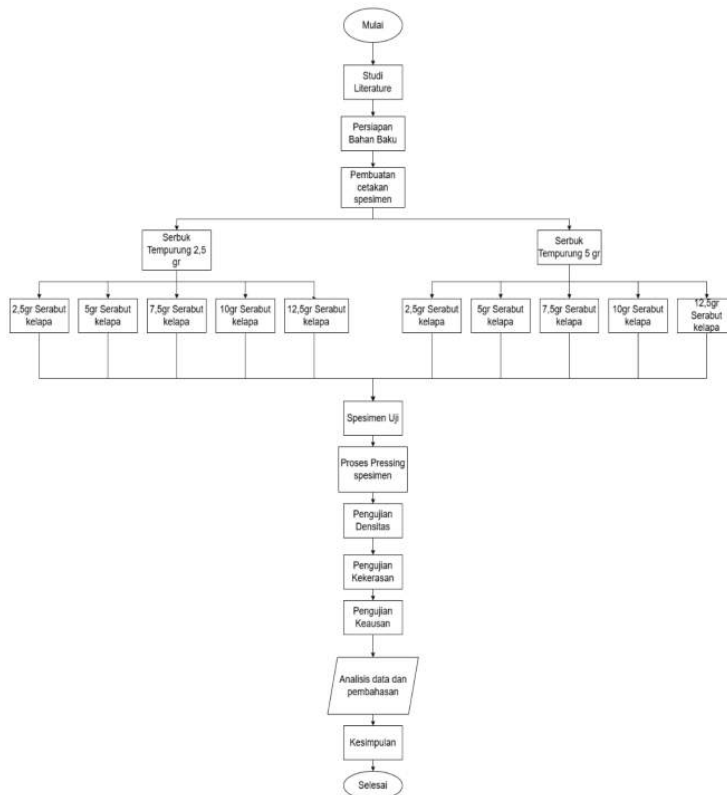 Mulai
Studi
Literature
Persiapan
Bahan Baku
Pembuatan
cetakan
spesimen
Serbuk
Tempurung 2,5
gr
Serbuk
Tempurung 5 gr
2,5gr Serabut
kelapa
5gr Serabut
kelapa
7,5gr Serabut
kelapa
10gr Serabut
kelapa
12,5gr Serabut
kelapa
2,5gr Serabut
kelapa
5gr Serabut
kelapa
7,5gr Serabut
kelapa
10gr Serabut
kelapa
12,5gr
Serabut
kelapa
Spesimen Uji
Proses Pressing
spesimen
Pengujian
Densitas
Pengujian
Kekerasan
Pengujian
Keausan
Analisis data dan
pembahasan
Kesimpulan
Selesai